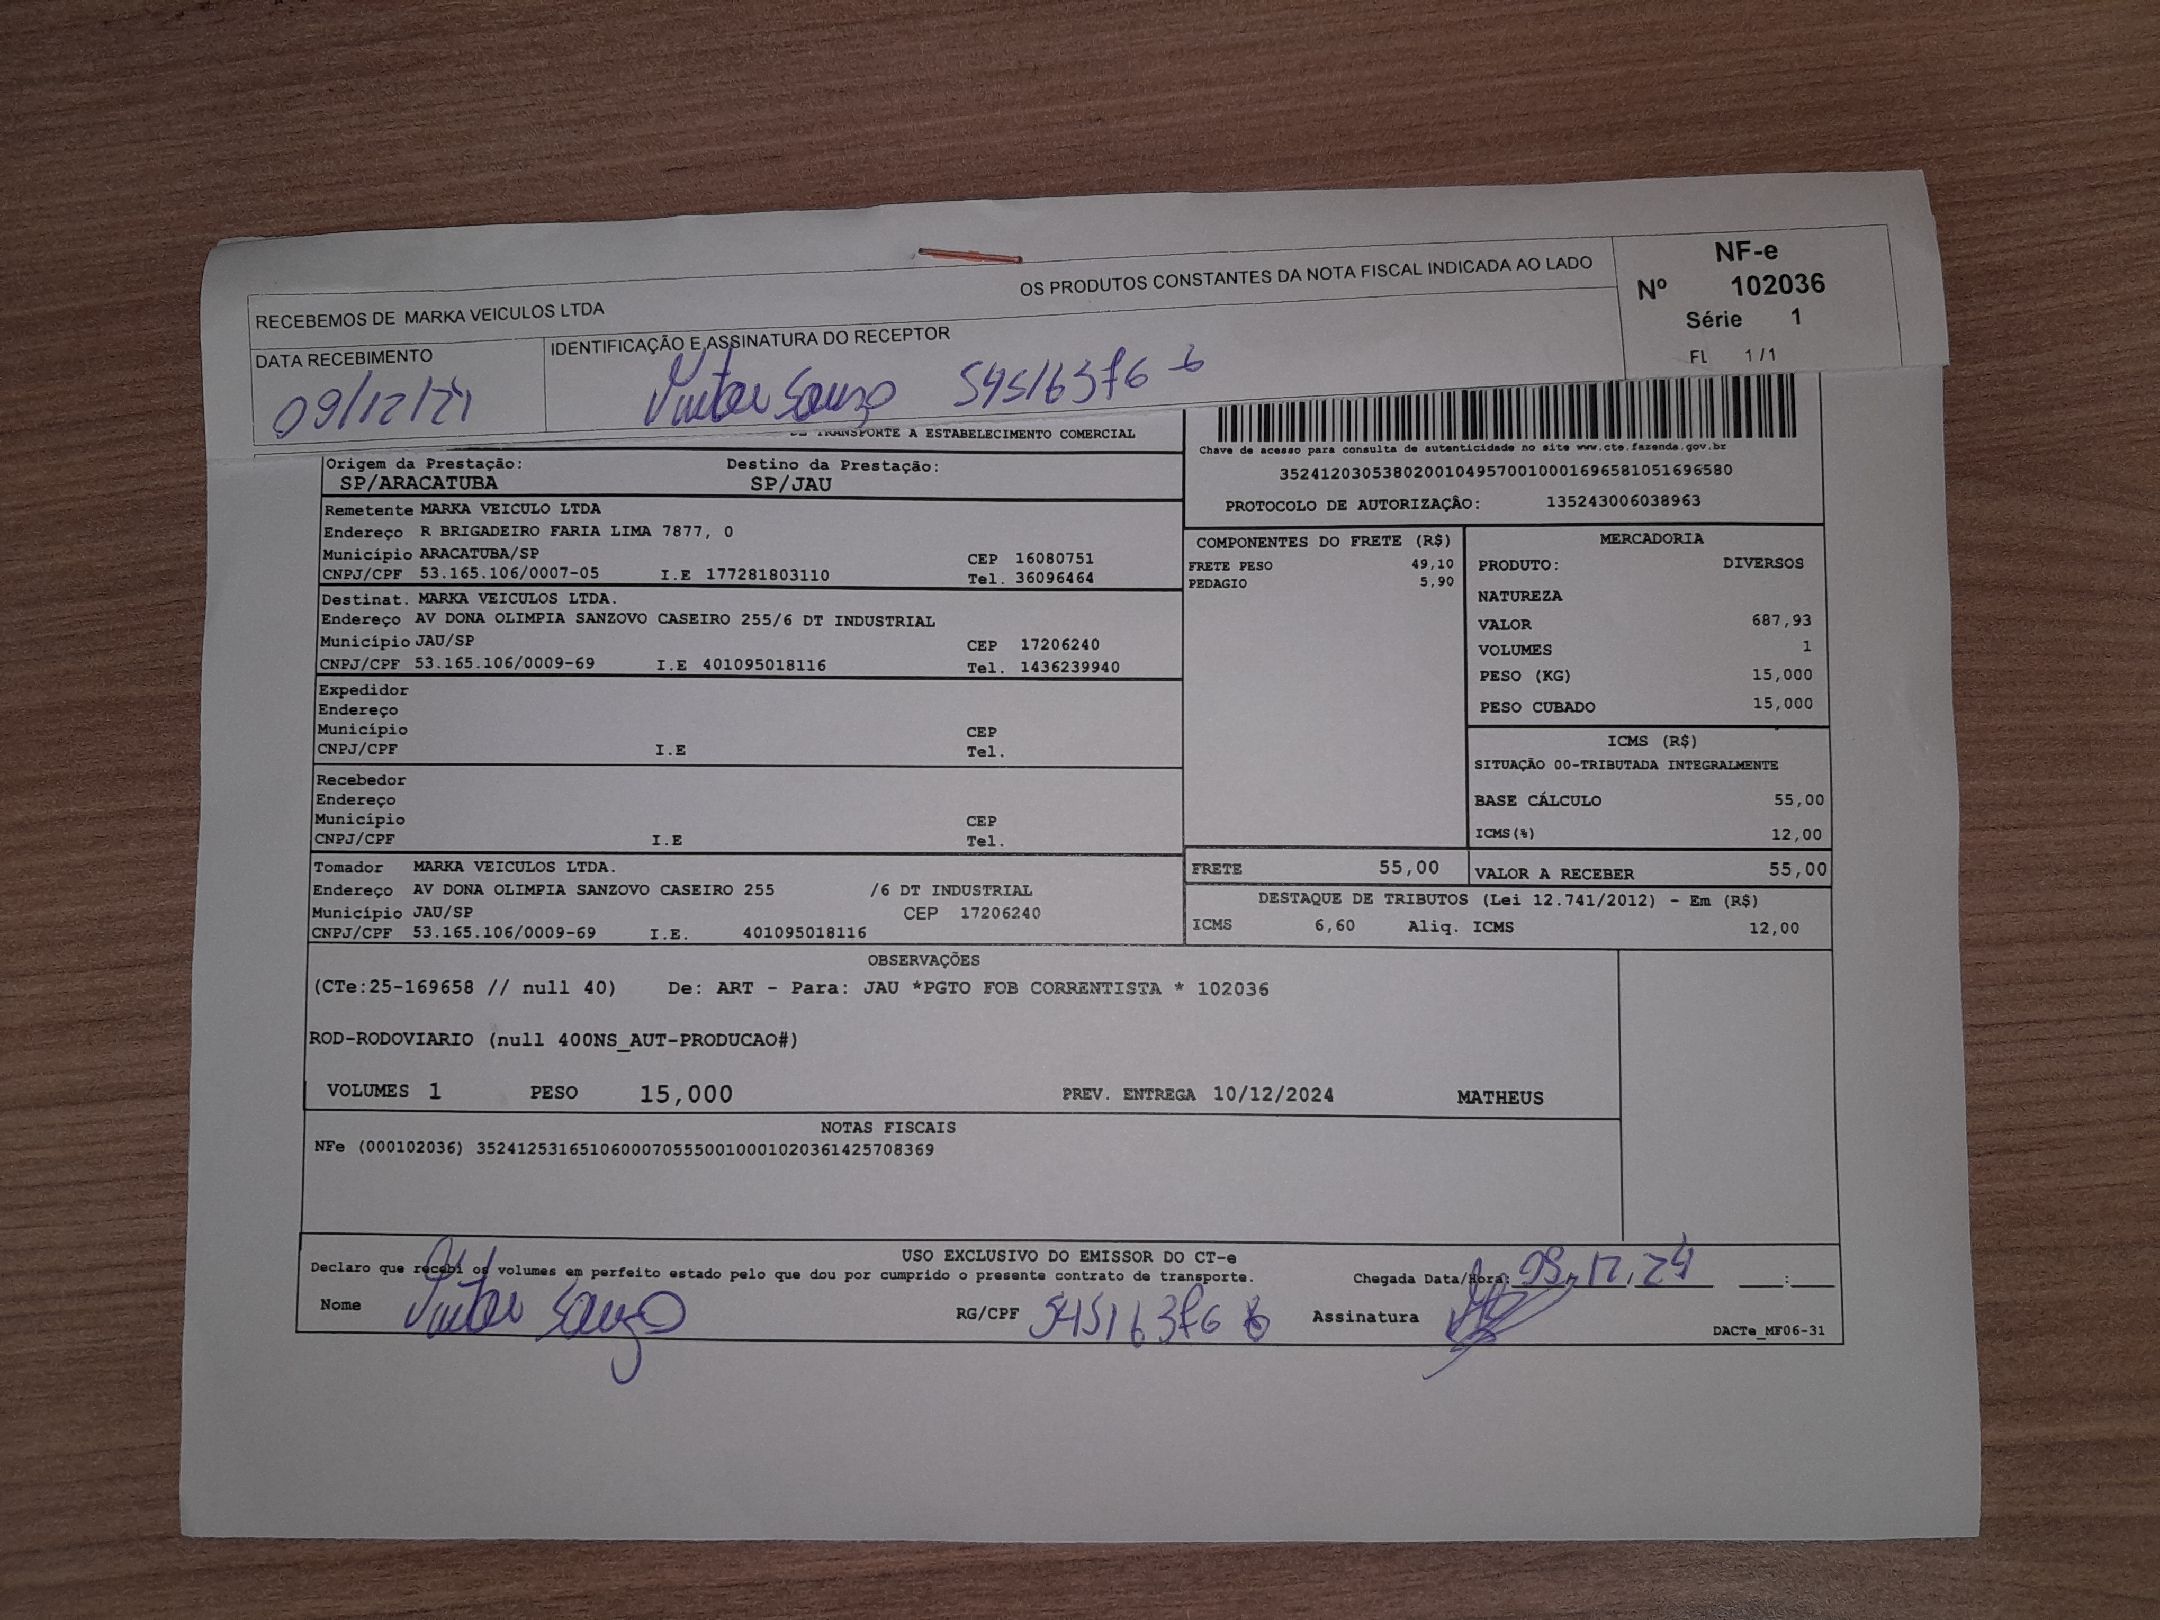 RECEBEMOS DE MARKA VEICULOS LTDA OS PRODUTOS CONSTANTES DA NOTA FISCAL INDICADA AO LADO
NF-e
Nº 102036
Série 1
FL 1/1
DATA RECEBIMENTO
09/12/24
IDENTIFICAÇÃO E ASSINATURA DO RECEPTOR
Souza
TRANSPORTE A ESTABELECIMENTO COMERCIAL
Chave de acesso para consulta de autenticidade no site www.cte.fazenda.gov.br
35241203053802001049570010001696581051696580
PROTOCOLO DE AUTORIZAÇÃO: 135243006038963
Origem da Prestação: Destino da Prestação:
SP/ARACATUBA SP/JAU
Remetente MARKA VEICULO LTDA
Endereço R BRIGADEIRO FARIA LIMA 7877, 0
Município ARACATUBA/SP CEP 16080751
CNPJ/CPF 53.165.106/0007-05 I.E 177281803110 Tel. 36096464
Destinat. MARKA VEICULOS LTDA.
Endereço AV DONA OLIMPIA SANZOVO CASEIRO 255/6 DT INDUSTRIAL
Município JAU/SP CEP 17206240
CNPJ/CPF 53.165.106/0009-69 I.E 401095018116 Tel. 1436239940
Expedidor
Endereço
Município CEP
CNPJ/CPF I.E Tel.
Recebedor
Endereço
Município CEP
CNPJ/CPF I.E Tel.
Tomador MARKA VEICULOS LTDA.
Endereço AV DONA OLIMPIA SANZOVO CASEIRO 255 /6 DT INDUSTRIAL
Município JAU/SP CEP 17206240
CNPJ/CPF 53.165.106/0009-69 I.E. 401095018116
COMPONENTES DO FRETE (R$)
FRETE PESO 49,10
PEDAGIO 5,90
MERCADORIA
PRODUTO: DIVERSOS
NATUREZA
VALOR 687,93
VOLUMES 1
PESO (KG) 15,000
PESO CUBADO 15,000
ICMS (R$)
SITUAÇÃO 00-TRIBUTADA INTEGRALMENTE
BASE CÁLCULO 55,00
ICMS(%) 12,00
FRETE 55,00 VALOR A RECEBER 55,00
DESTAQUE DE TRIBUTOS (Lei 12.741/2012) - Em (R$)
ICMS 6,60 Aliq. ICMS 12,00
OBSERVAÇÕES
(CTe:25-169658 // null 40) De: ART - Para: JAU *PGTO FOB CORRENTISTA * 102036
ROD-RODOVIARIO (null 400NS_AUT-PRODUCAO#)
VOLUMES 1 PESO 15,000 PREV. ENTREGA 10/12/2024 MATHEUS
NOTAS FISCAIS
NFe (000102036) 35241253165106000705550010001020361425708369
USO EXCLUSIVO DO EMISSOR DO CT-e
Declaro que recebi os volumes em perfeito estado pelo que dou por cumprido o presente contrato de transporte. Chegada Data/Hora: : 
Nome Souza RG/CPF Assinatura
DACTe_MF06-31